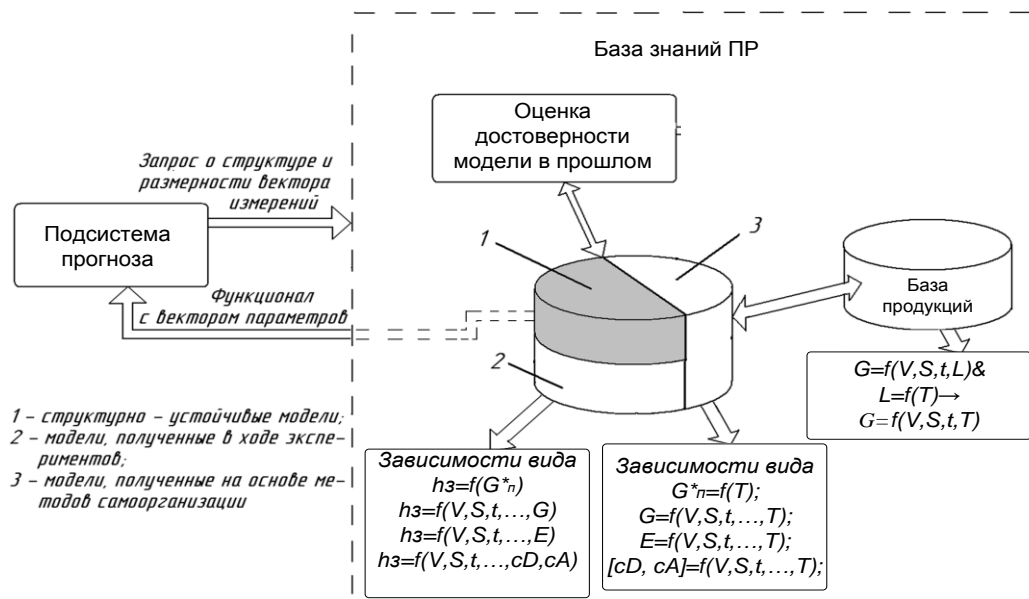 База знаний ПР
Оценка
достоверности
модели в прошлом
Запрос о структуре и
размерности вектора
измерений
Подсистема
прогноза
Функционал
с вектором параметров
1
3
2
База
продукций
G=f(V,S,t,L)&
L=f(T)→
G=f(V,S,t,T)
1 – структурно – устойчивые модели;
2 – модели, полученные в ходе экспе-
риментов;
3 – модели, полученные на основе ме-
тодов самоорганизации
Зависимости вида
hз=f(G*п)
hз=f(V,S,t,…,G)
hз=f(V,S,t,…,E)
hз=f(V,S,t,…,cD,cA)
Зависимости вида
G*п=f(T);
G=f(V,S,t,…,T);
E=f(V,S,t,…,T);
[cD, cA]=f(V,S,t,…,T);